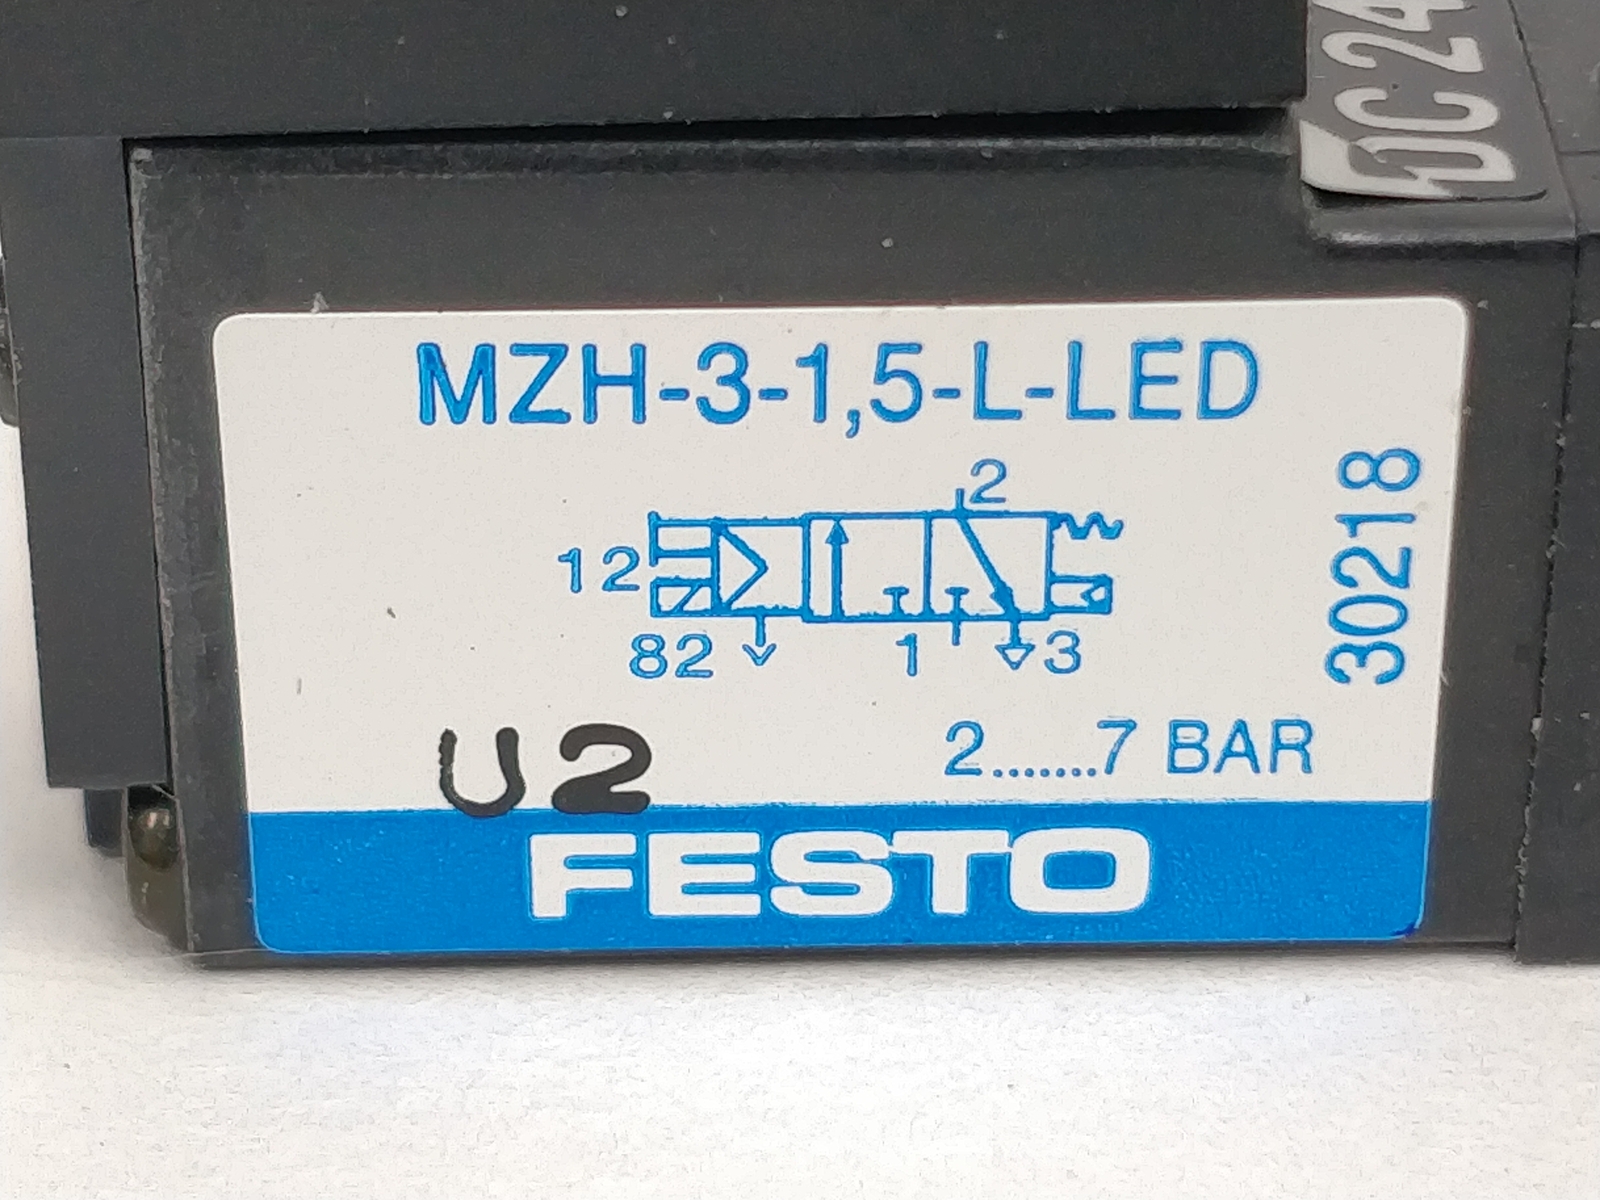 DC 24
MZH-3-1,5-L-LED
30218
2
12
82
1
3
2.......7 BAR
U2
FESTO